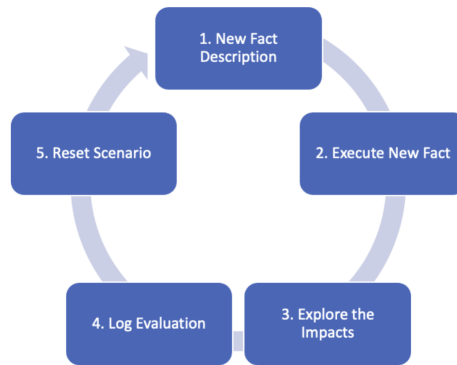 1. New Fact
Description
2. Execute New Fact
3. Explore the
Impacts
4. Log Evaluation
5. Reset Scenario